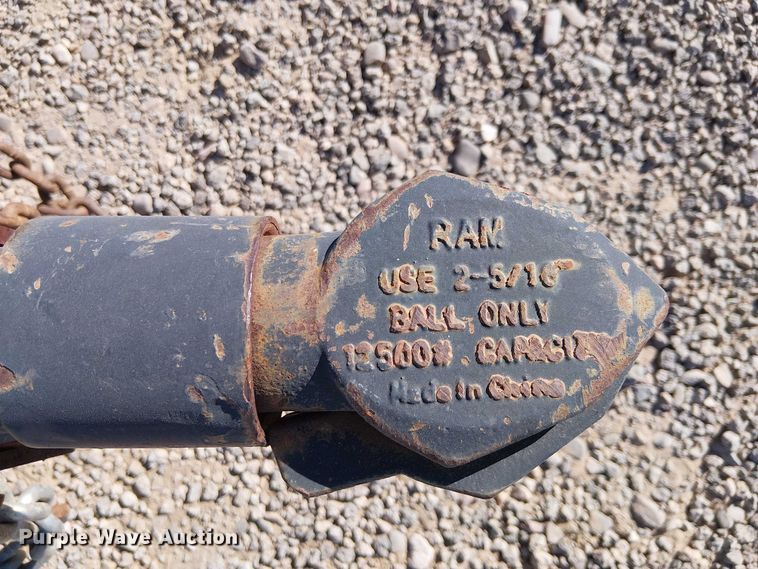 RAM
USE 2-5/16"
BALL ONLY
12500#. CAPACITY
Made In China
Purple Wave Auction